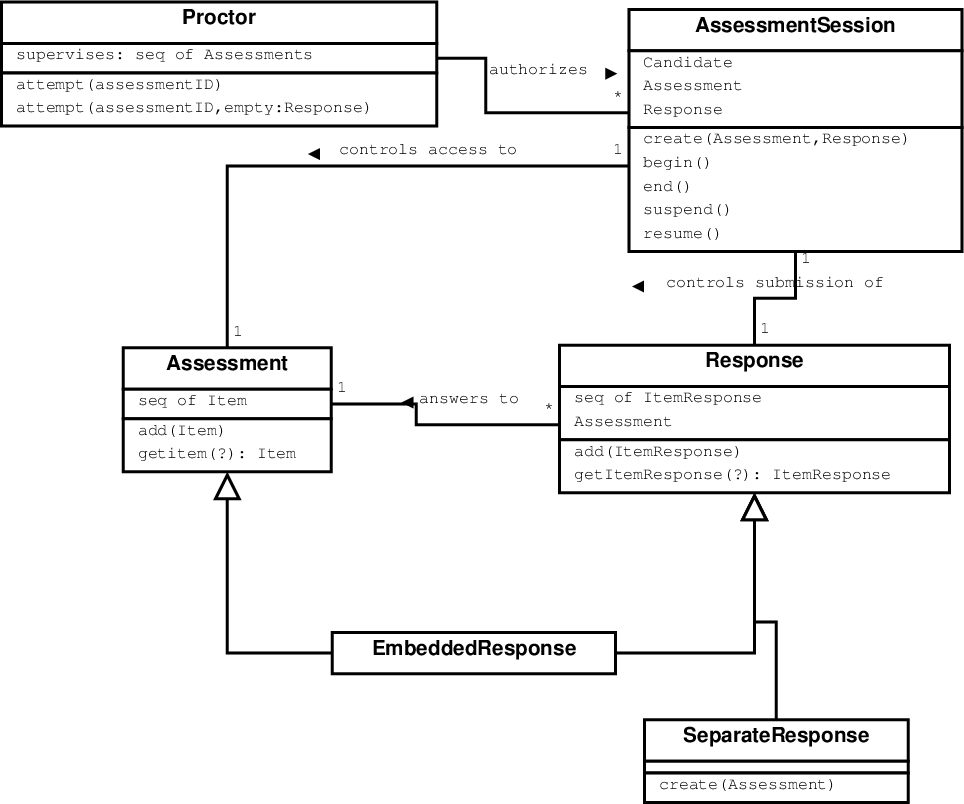 Proctor
supervises: seq of Assessments
attempt(assessmentID)
attempt(assessmentID,empty:Response)
authorizes
*
AssessmentSession
Candidate
Assessment
Response
create(Assessment,Response)
begin()
end()
suspend()
resume()
controls access to
1
1
controls submission of
1
1
Assessment
seq of Item
add(Item)
getitem(?): Item
1
answers to
*
Response
seq of ItemResponse
Assessment
add(ItemResponse)
getItemResponse(?): ItemResponse
EmbeddedResponse
SeparateResponse
create(Assessment)